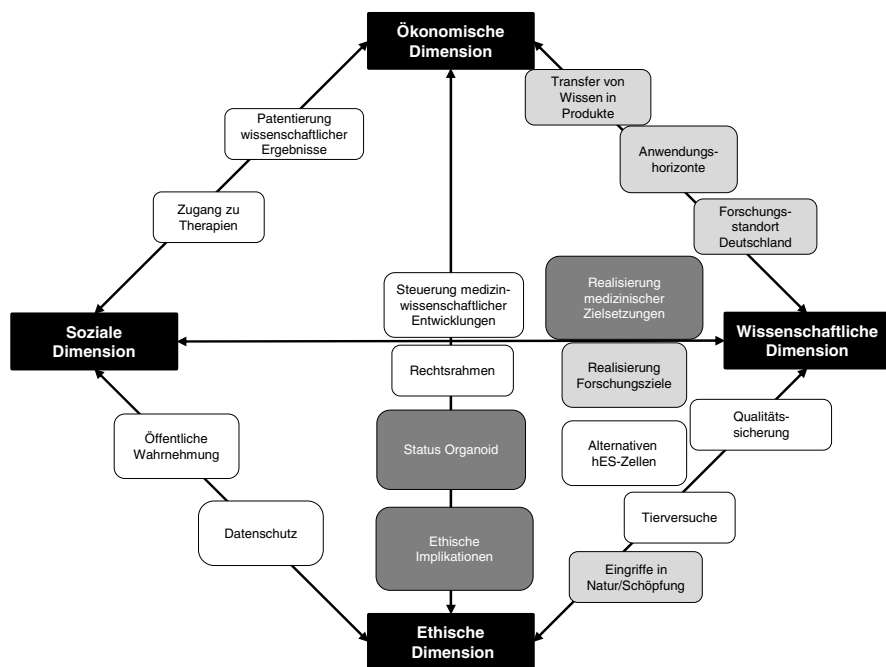 Ökonomische
Dimension
Transfer von
Wissen in
Produkte
Patentierung
wissenschaftlicher
Ergebnisse
Anwendungs-
horizonte
Zugang zu
Therapien
Forschungs-
standort
Deutschland
Steuerung medizin-
wissenschaftlicher
Entwicklungen
Realisierung
medizinischer
Zielsetzungen
Soziale
Dimension
Wissenschaftliche
Dimension
Rechtsrahmen
Realisierung
Forschungsziele
Öffentliche
Wahrnehmung
Status Organoid
Alternativen
hES-Zellen
Qualitäts-
sicherung
Datenschutz
Ethische
Implikationen
Tierversuche
Eingriffe in
Natur/Schöpfung
Ethische
Dimension